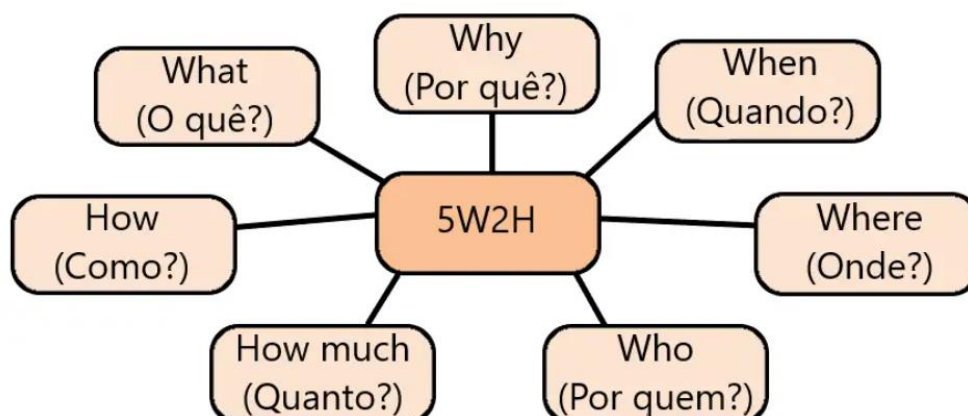 What
(O quê?)
Why
(Por quê?)
When
(Quando?)
How
(Como?)
5W2H
Where
(Onde?)
How much
(Quanto?)
Who
(Por quem?)